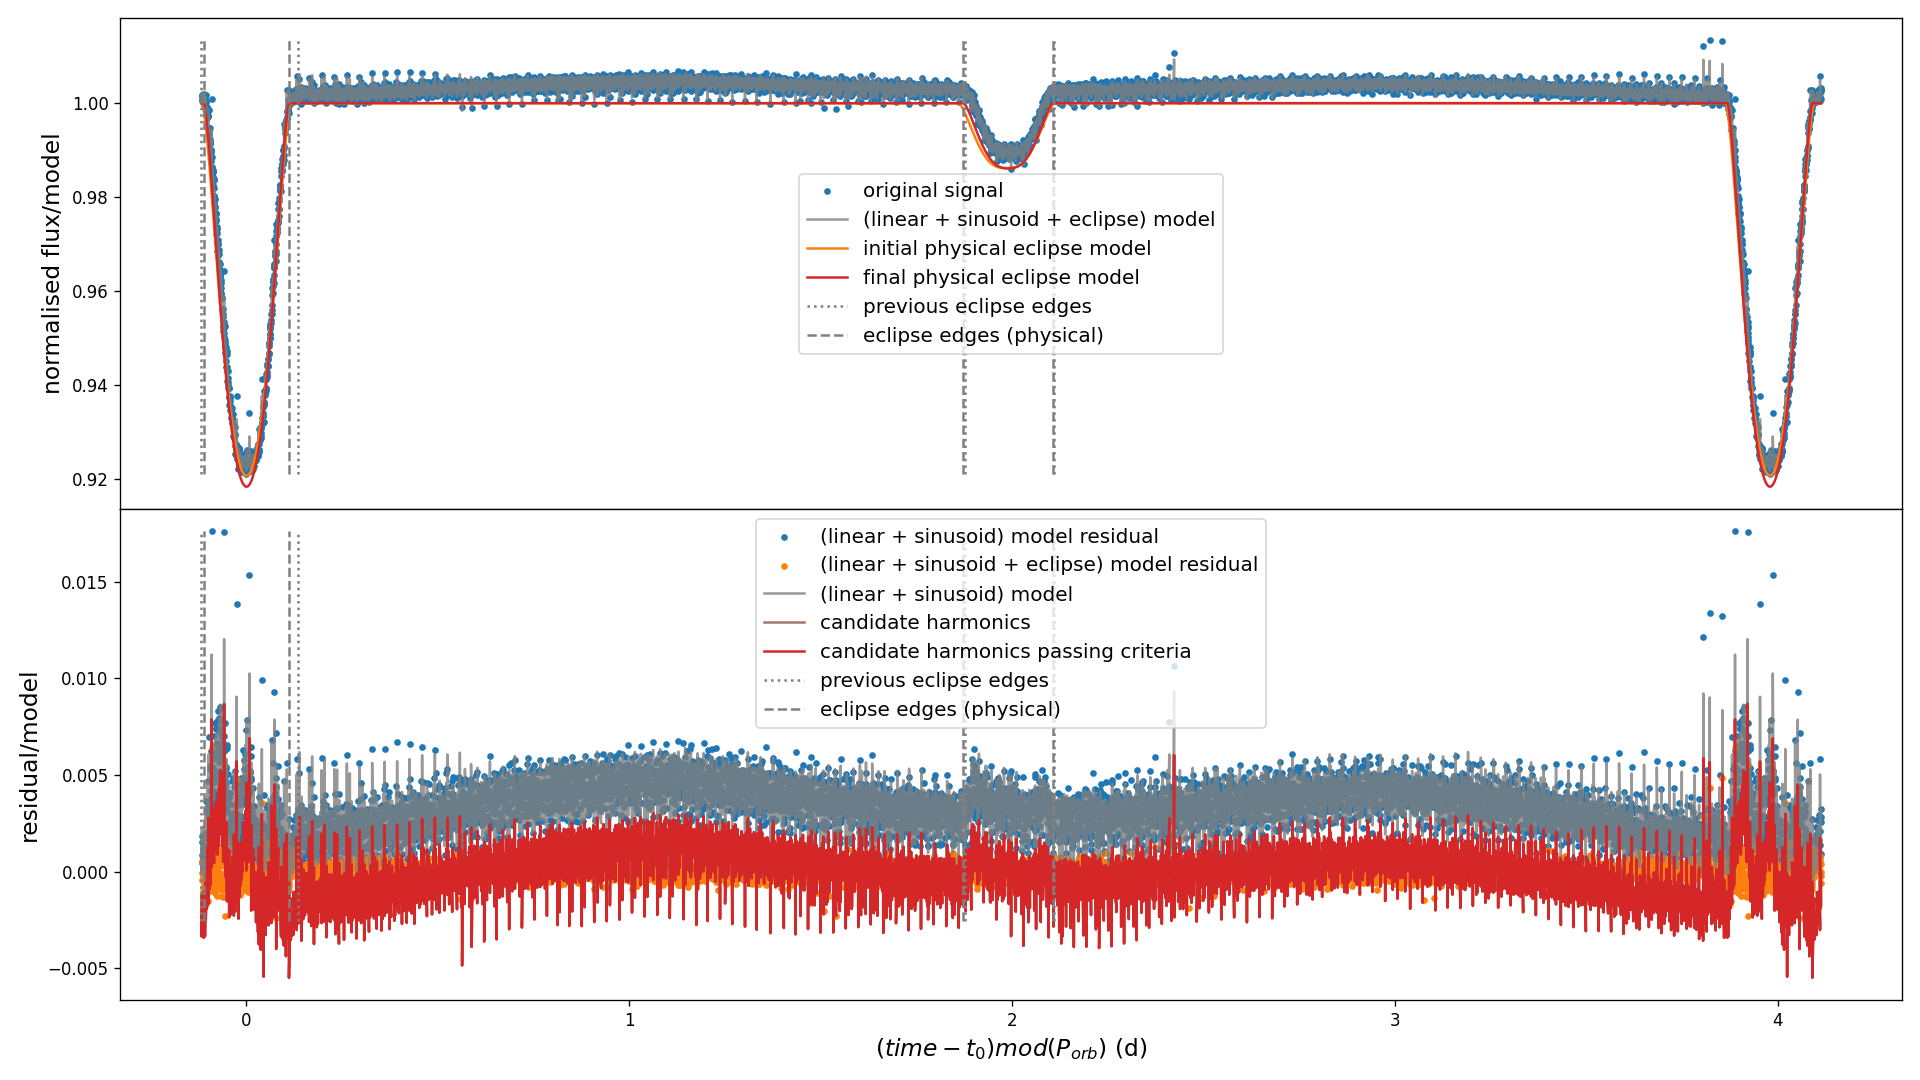 normalised flux/model
1.00
0.98
0.96
0.94
0.92
original signal
(linear + sinusoid + eclipse) model
initial physical eclipse model
final physical eclipse model
previous eclipse edges
eclipse edges (physical)
residual/model
0.015
0.010
0.005
0.000
−0.005
(linear + sinusoid) model residual
(linear + sinusoid + eclipse) model residual
(linear + sinusoid) model
candidate harmonics
candidate harmonics passing criteria
previous eclipse edges
eclipse edges (physical)
0 1 2 3 4
(time − t₀)mod(P_orb) (d)